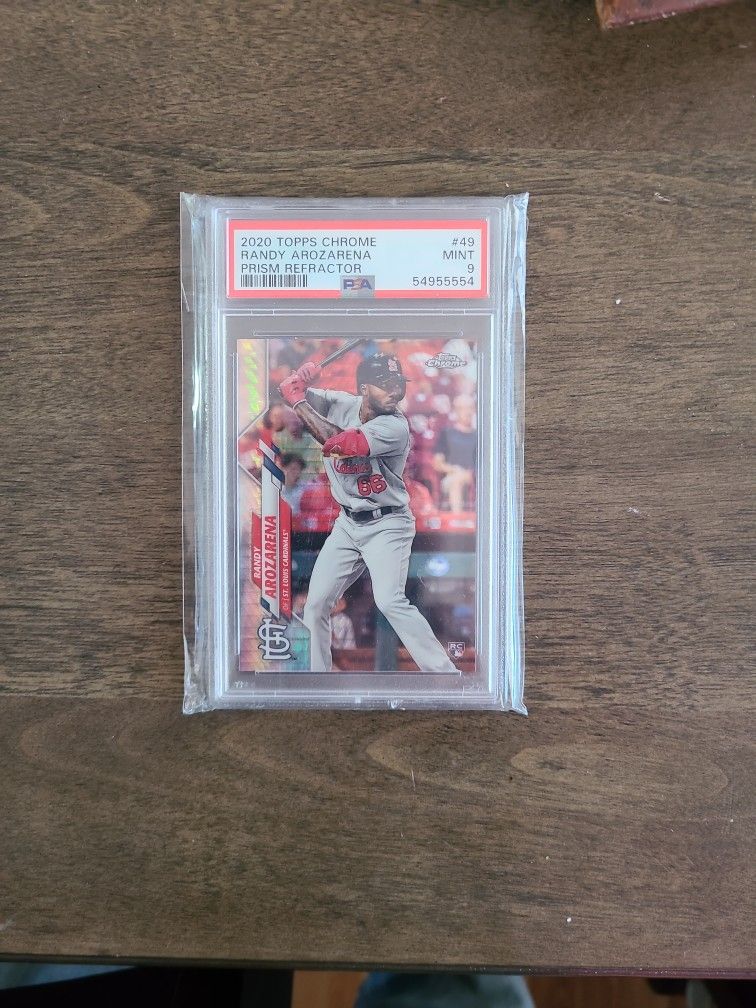 2020 TOPPS CHROME #49
RANDY AROZARENA MINT
PRISM REFRACTOR 9
PSA 54955554
Topps
Chrome
Cardinals
66
RANDY
AROZARENA
OF | ST. LOUIS CARDINALS
STL
RC